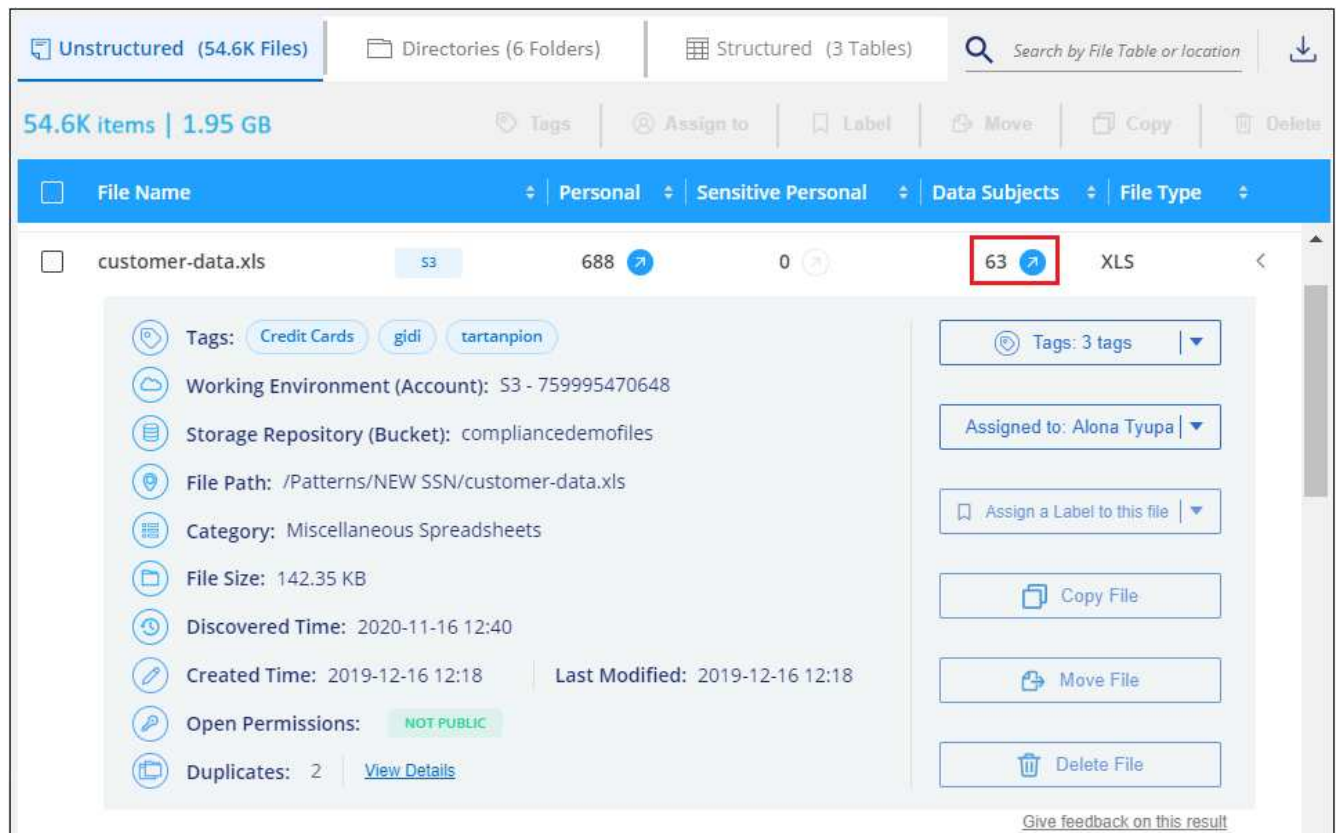 Unstructured (54.6K Files) Directories (6 Folders) Structured (3 Tables) Search by File Table or location
54.6K items | 1.95 GB Tags Assign to Label Move Copy Delete
File Name Personal Sensitive Personal Data Subjects File Type
customer-data.xls S3 688 0 63 XLS
Tags: Credit Cards gidi tartanpion
Working Environment (Account): S3 - 759995470648
Storage Repository (Bucket): compliancedemofiles
File Path: /Patterns/NEW SSN/customer-data.xls
Category: Miscellaneous Spreadsheets
File Size: 142.35 KB
Discovered Time: 2020-11-16 12:40
Created Time: 2019-12-16 12:18 Last Modified: 2019-12-16 12:18
Open Permissions: NOT PUBLIC
Duplicates: 2 View Details
Tags: 3 tags
Assigned to: Alona Tyupa
Assign a Label to this file
Copy File
Move File
Delete File
Give feedback on this result